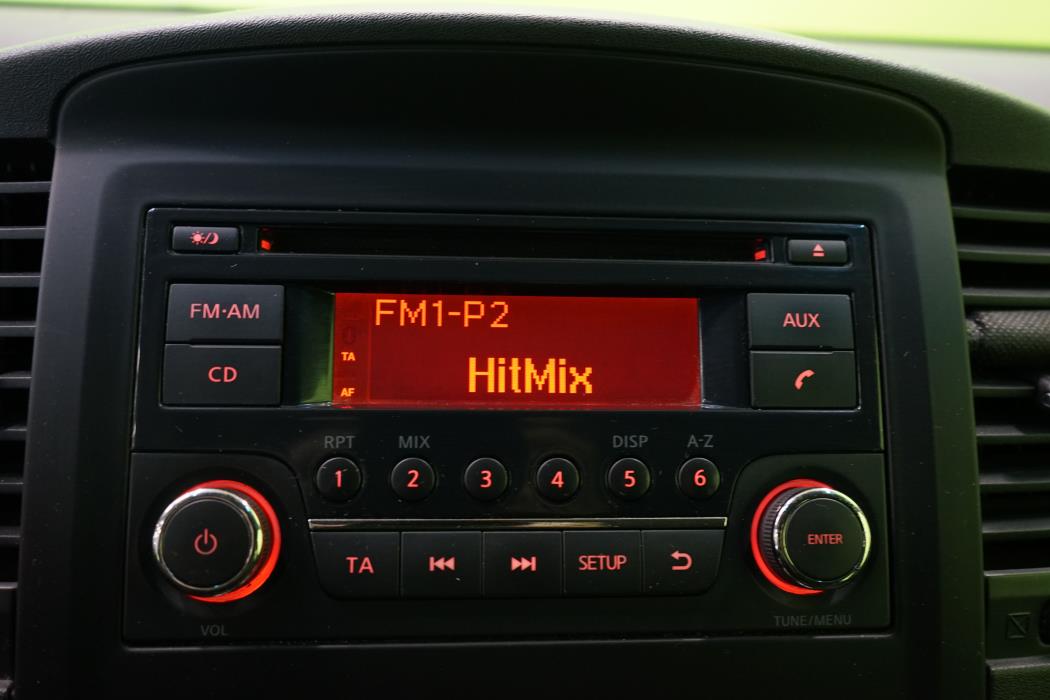 FM·AM
CD
FM1-P2
TA
HitMix
AF
AUX
RPT MIX DISP A-Z
1 2 3 4 5 6
TA SETUP
ENTER
VOL
TUNE/MENU